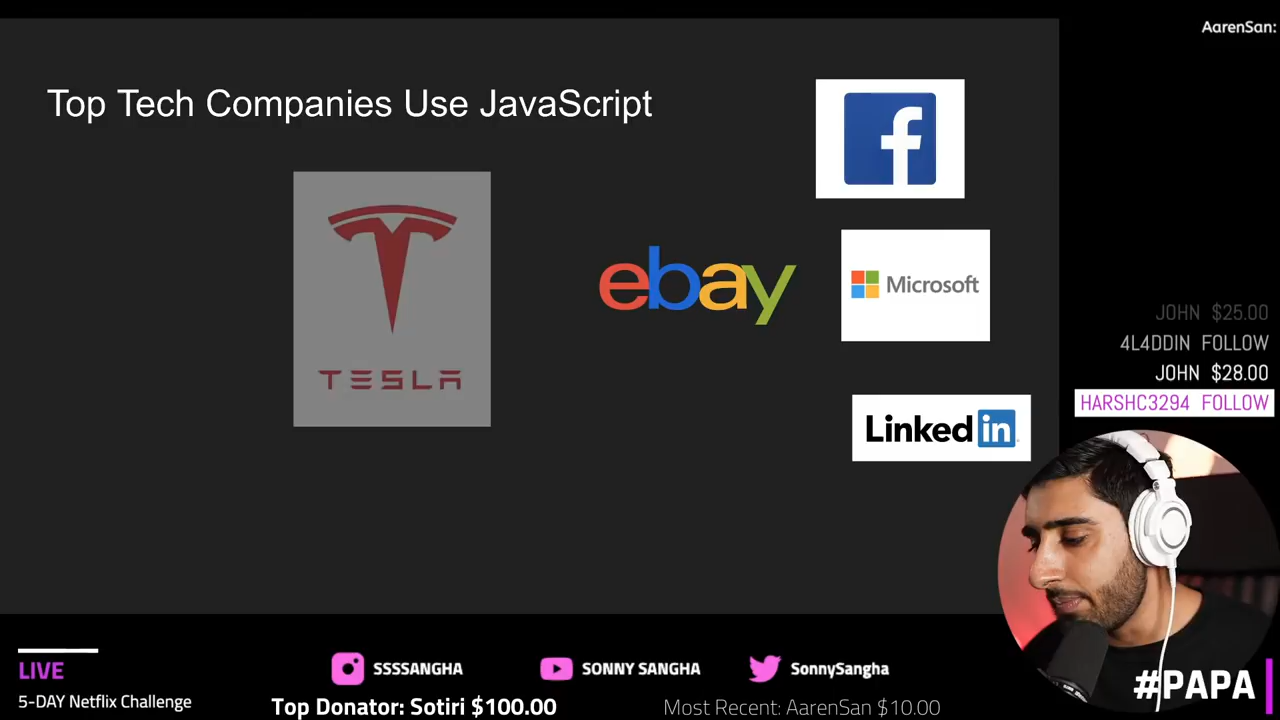 AarenSan:
Top Tech Companies Use JavaScript
f
TESLA
ebay
Microsoft
Linked in
JOHN $25.00
4L4DDIN FOLLOW
JOHN $28.00
HARSHC3294 FOLLOW
LIVE
5-DAY Netflix Challenge
SSSSANGHA
SONNY SANGHA
SonnySangha
Top Donator: Sotiri $100.00
Most Recent: AarenSan $10.00
#PAPA